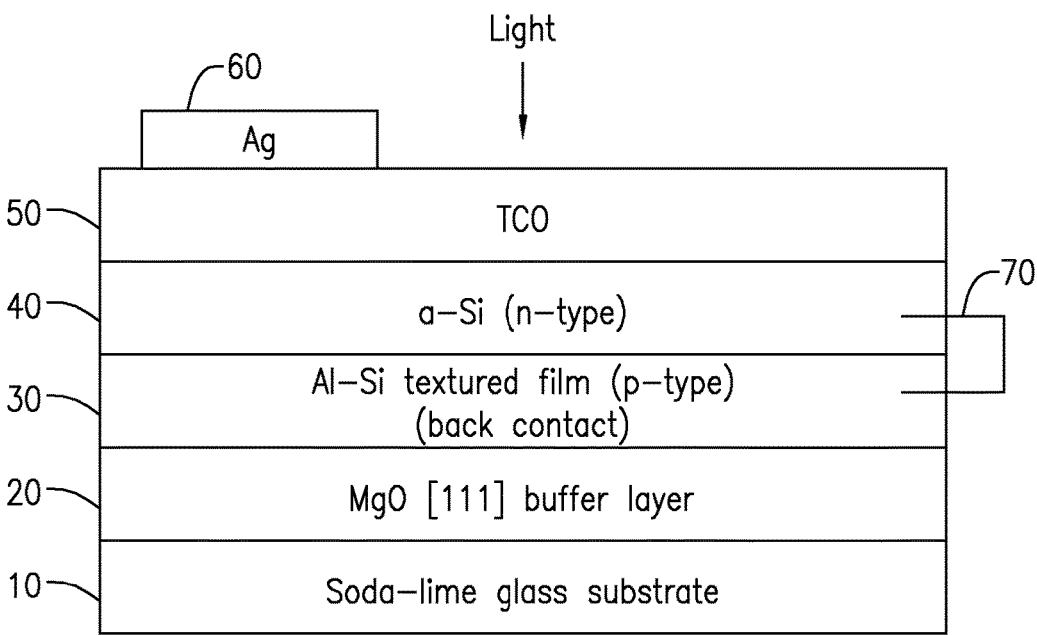 Light
60
Ag
50
TCO
70
40
a-Si (n-type)
Al-Si textured film (p-type)
30
(back contact)
20
MgO [111] buffer layer
10
Soda-lime glass substrate